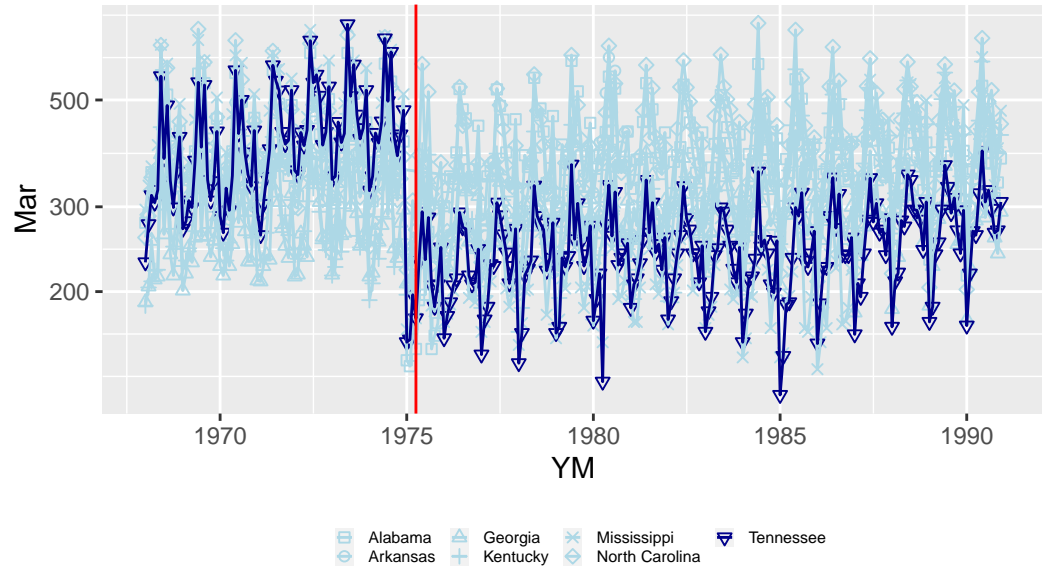 Mar
500
300
200
1970 1975 1980 1985 1990
YM
Alabama Georgia Mississippi Tennessee
Arkansas Kentucky North Carolina